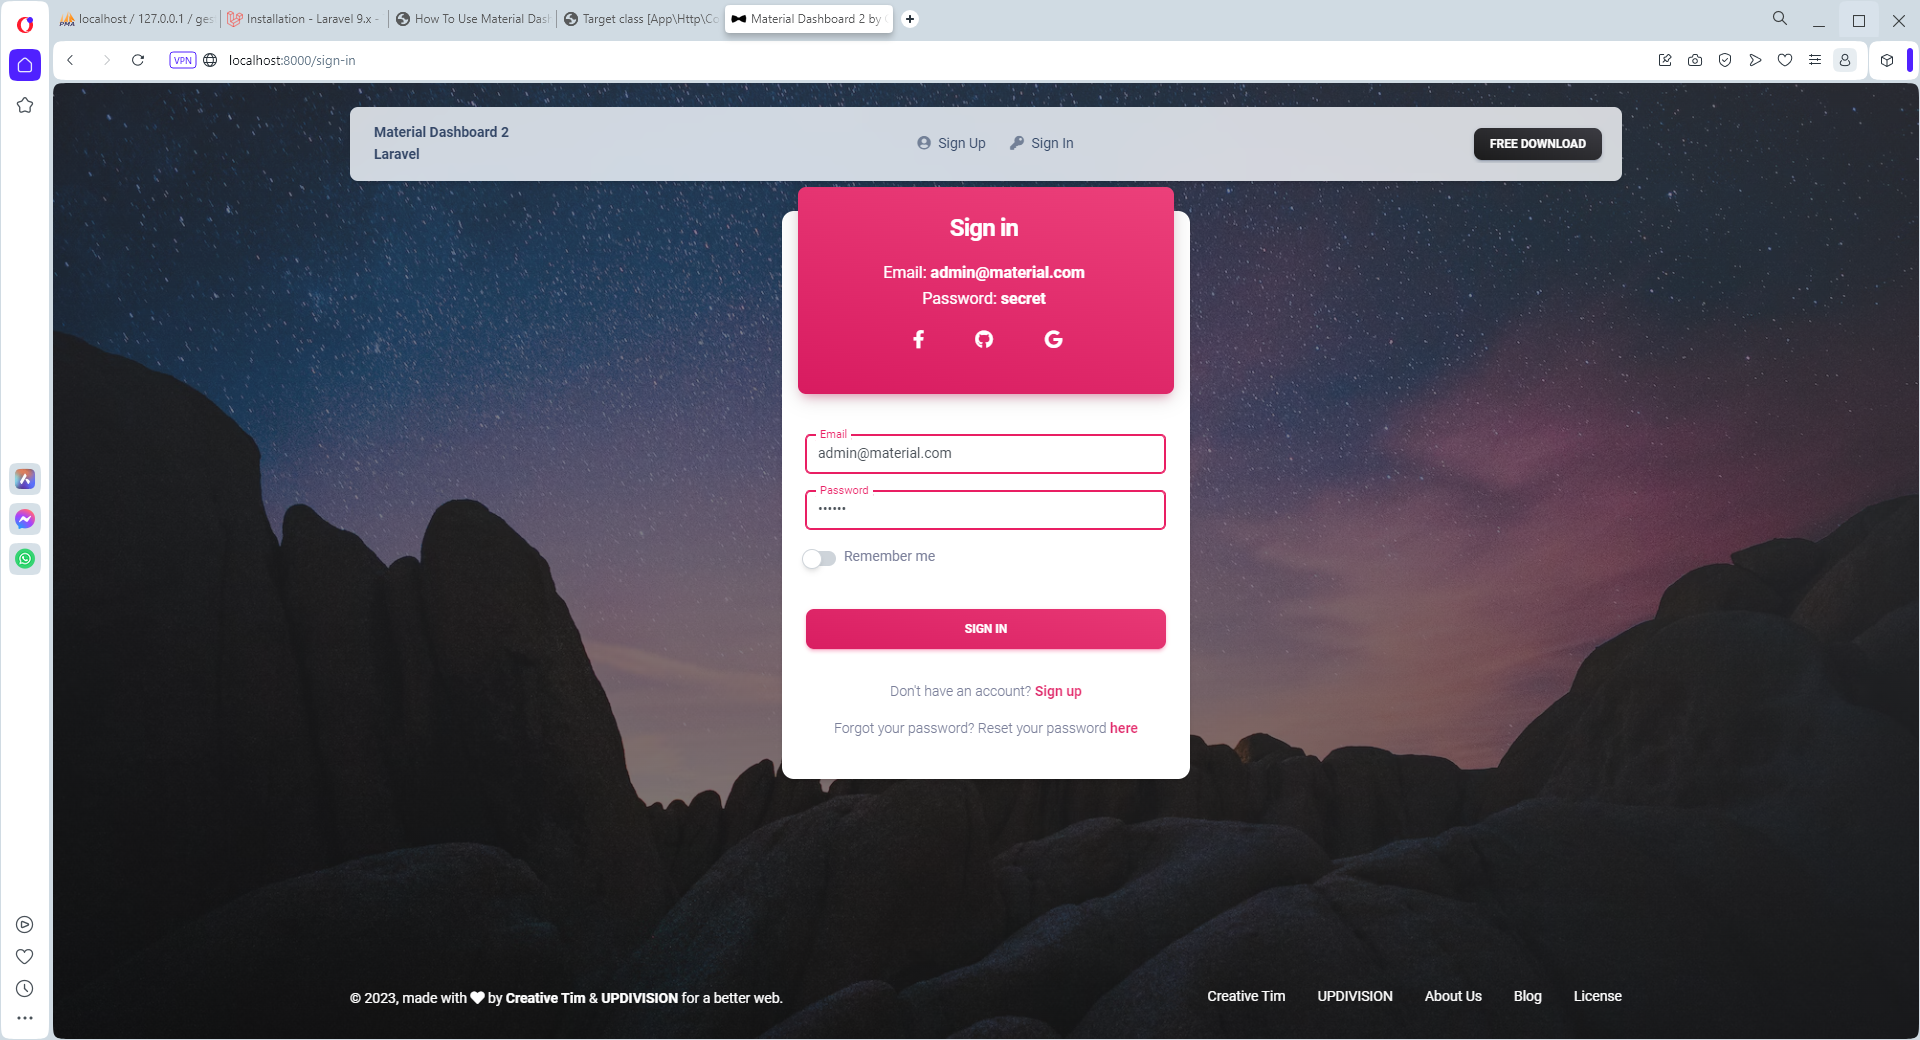 localhost / 127.0.0.1 / ges
Installation - Laravel 9.x -
How To Use Material Dash
Target class [App\Http\Co
Material Dashboard 2 by
VPN
localhost:8000/sign-in
Material Dashboard 2
Laravel
Sign Up
Sign In
FREE DOWNLOAD
Sign in
Email: admin@material.com
Password: secret
Email
admin@material.com
Password
••••••
Remember me
SIGN IN
Don't have an account? Sign up
Forgot your password? Reset your password here
© 2023, made with ♥ by Creative Tim & UPDIVISION for a better web.
Creative Tim
UPDIVISION
About Us
Blog
License